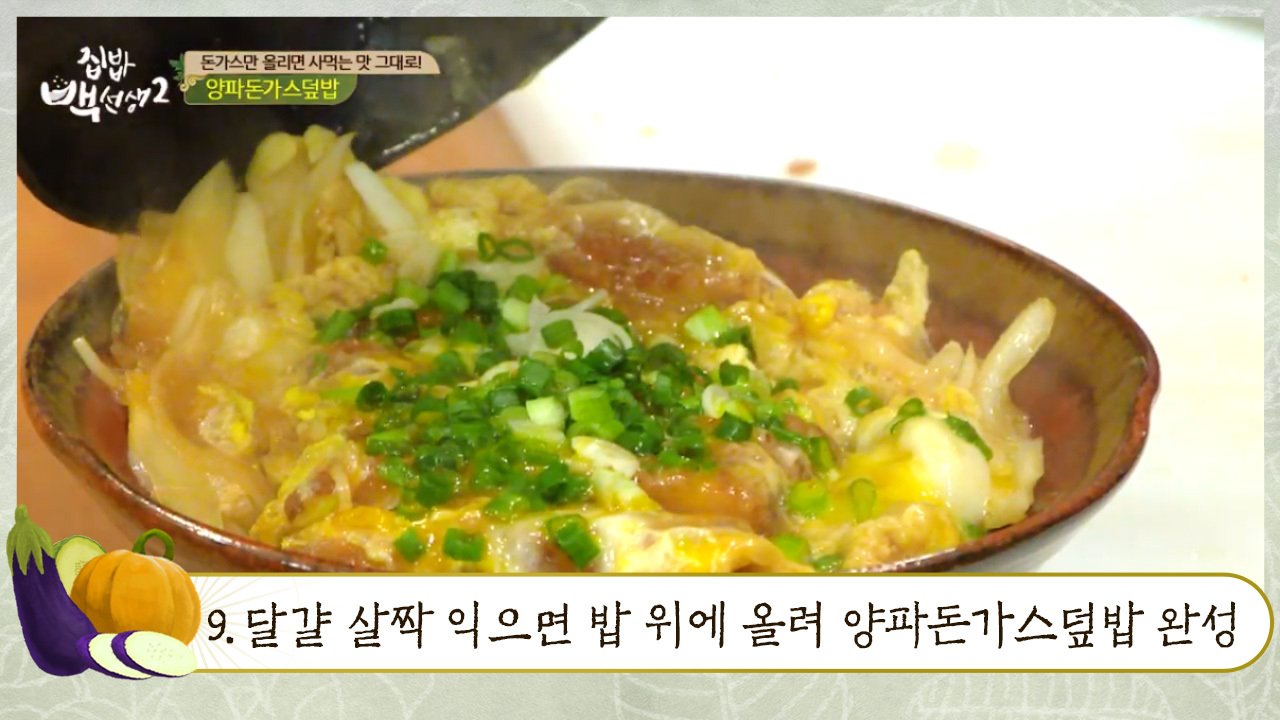 집밥
백선생2
돈가스만 올리면 사먹는 맛 그대로!
양파돈가스덮밥
9. 달걀 살짝 익으면 밥 위에 올려 양파돈가스덮밥 완성